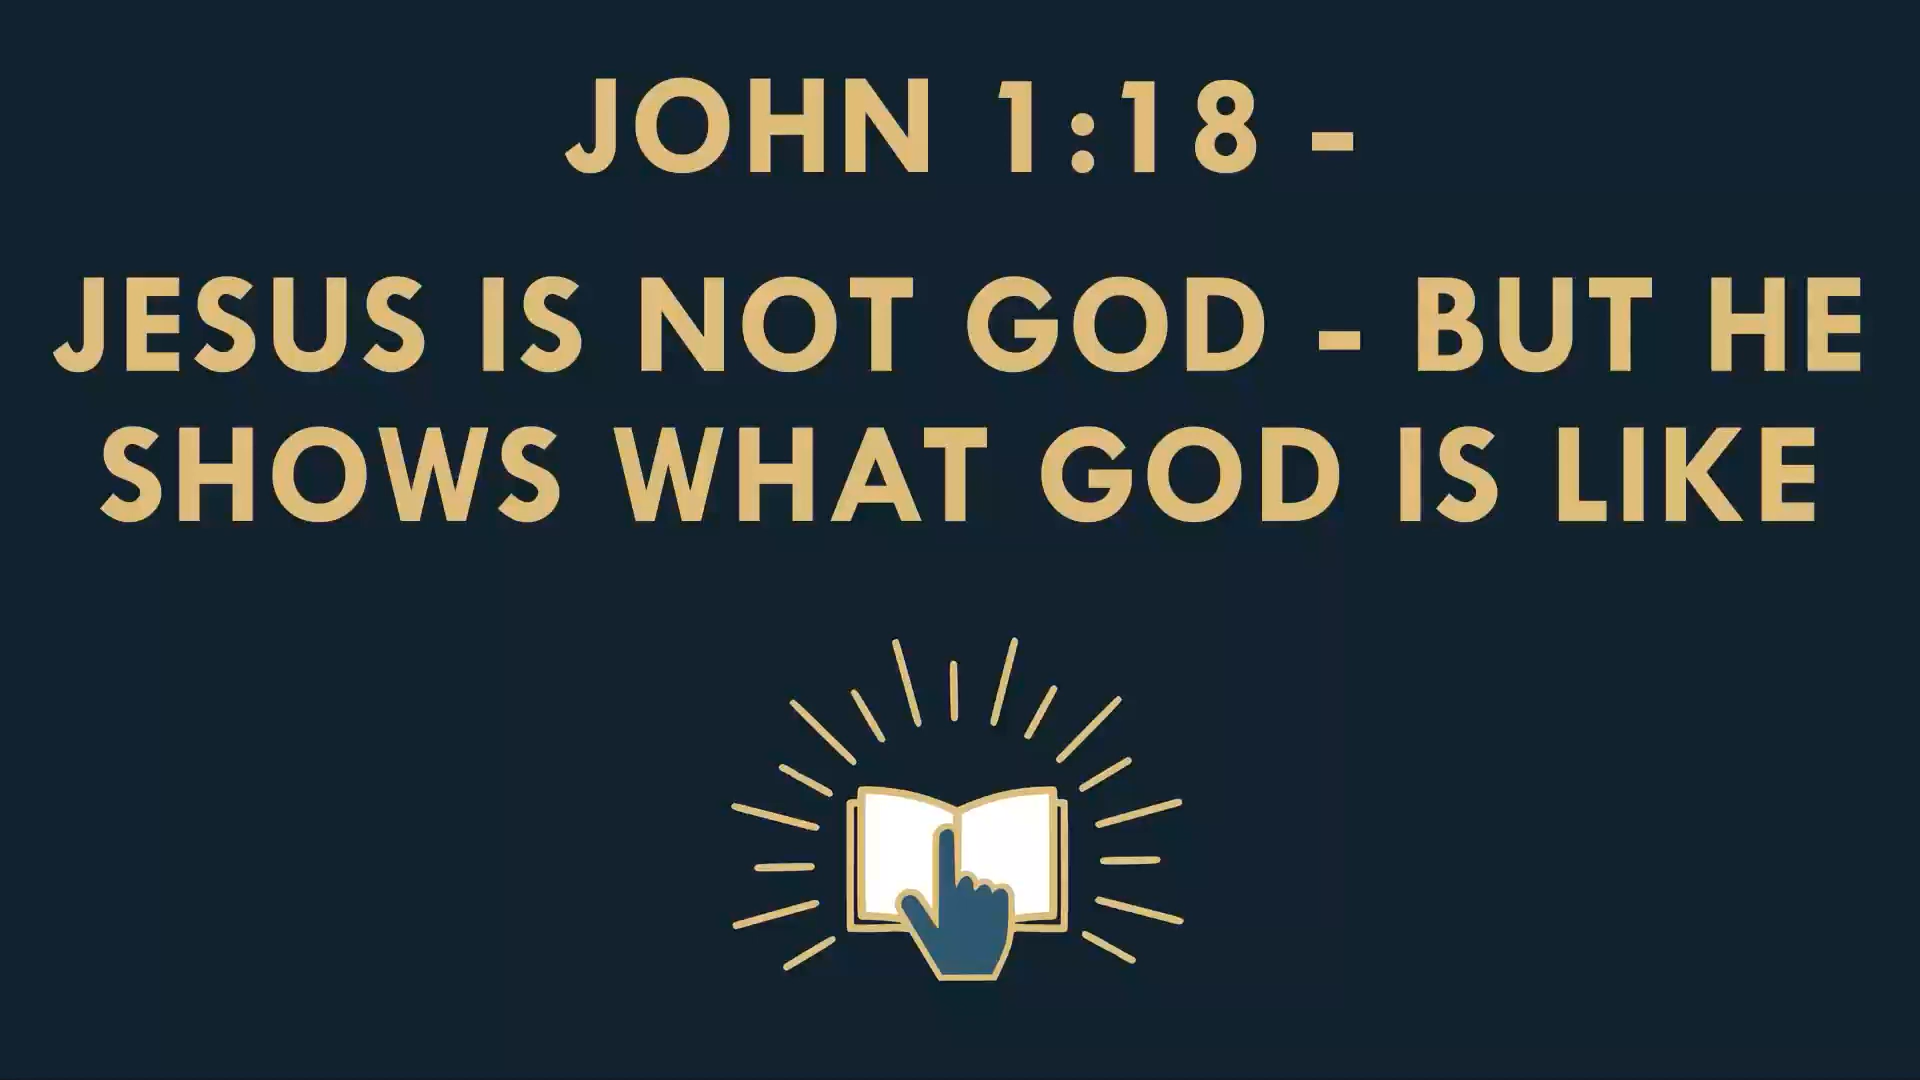 JOHN 1:18 -
JESUS IS NOT GOD - BUT HE
SHOWS WHAT GOD IS LIKE